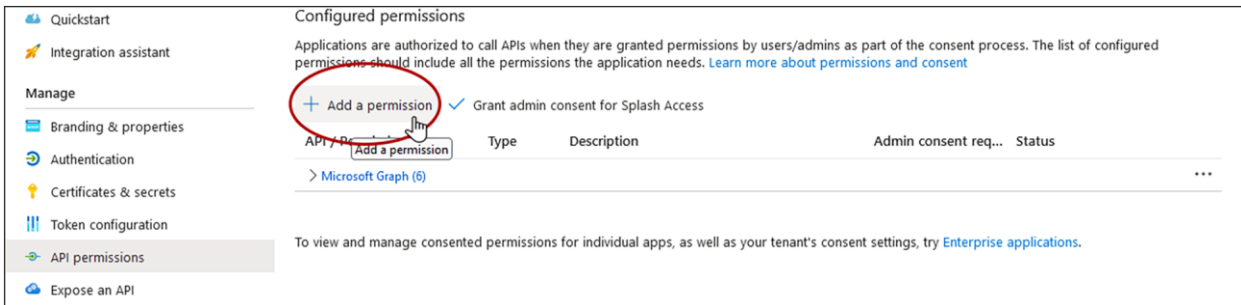 Quickstart
Integration assistant
Manage
Branding & properties
Authentication
Certificates & secrets
Token configuration
API permissions
Expose an API
Configured permissions
Applications are authorized to call APIs when they are granted permissions by users/admins as part of the consent process. The list of configured
permissions should include all the permissions the application needs. Learn more about permissions and consent
Add a permission Grant admin consent for Splash Access
API / Type Description Admin consent req... Status
Add a permission
Microsoft Graph (6)
To view and manage consented permissions for individual apps, as well as your tenant's consent settings, try Enterprise applications.